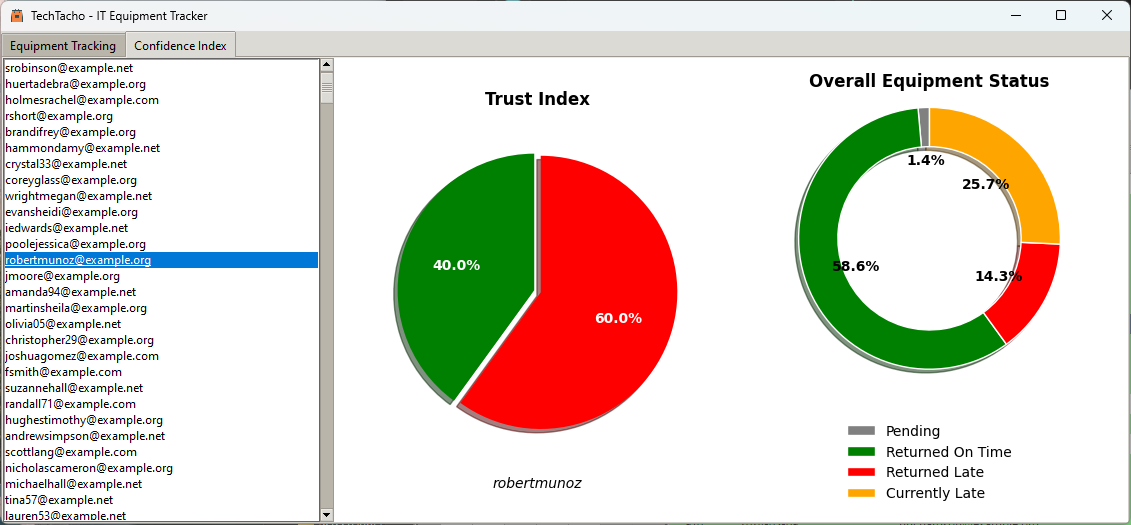 TechTacho - IT Equipment Tracker
Equipment Tracking
Confidence Index
srobinson@example.net
huertadebra@example.org
holmesrachel@example.com
rshort@example.org
brandifrey@example.org
hammondamy@example.net
crystal33@example.net
coreyglass@example.org
wrightmegan@example.net
evansheidi@example.org
iedwards@example.net
poolejessica@example.org
robertmunoz@example.org
jmoore@example.org
amanda94@example.net
martinsheila@example.org
olivia05@example.net
christopher29@example.org
joshuagomez@example.com
fsmith@example.com
suzannehall@example.net
randall71@example.com
hughestimothy@example.org
andrewsimpson@example.net
scottlang@example.com
nicholascameron@example.org
michaelhall@example.net
tina57@example.net
lauren53@example.net
Trust Index
40.0%
60.0%
robertmunoz
Overall Equipment Status
1.4%
25.7%
58.6%
14.3%
Pending
Returned On Time
Returned Late
Currently Late